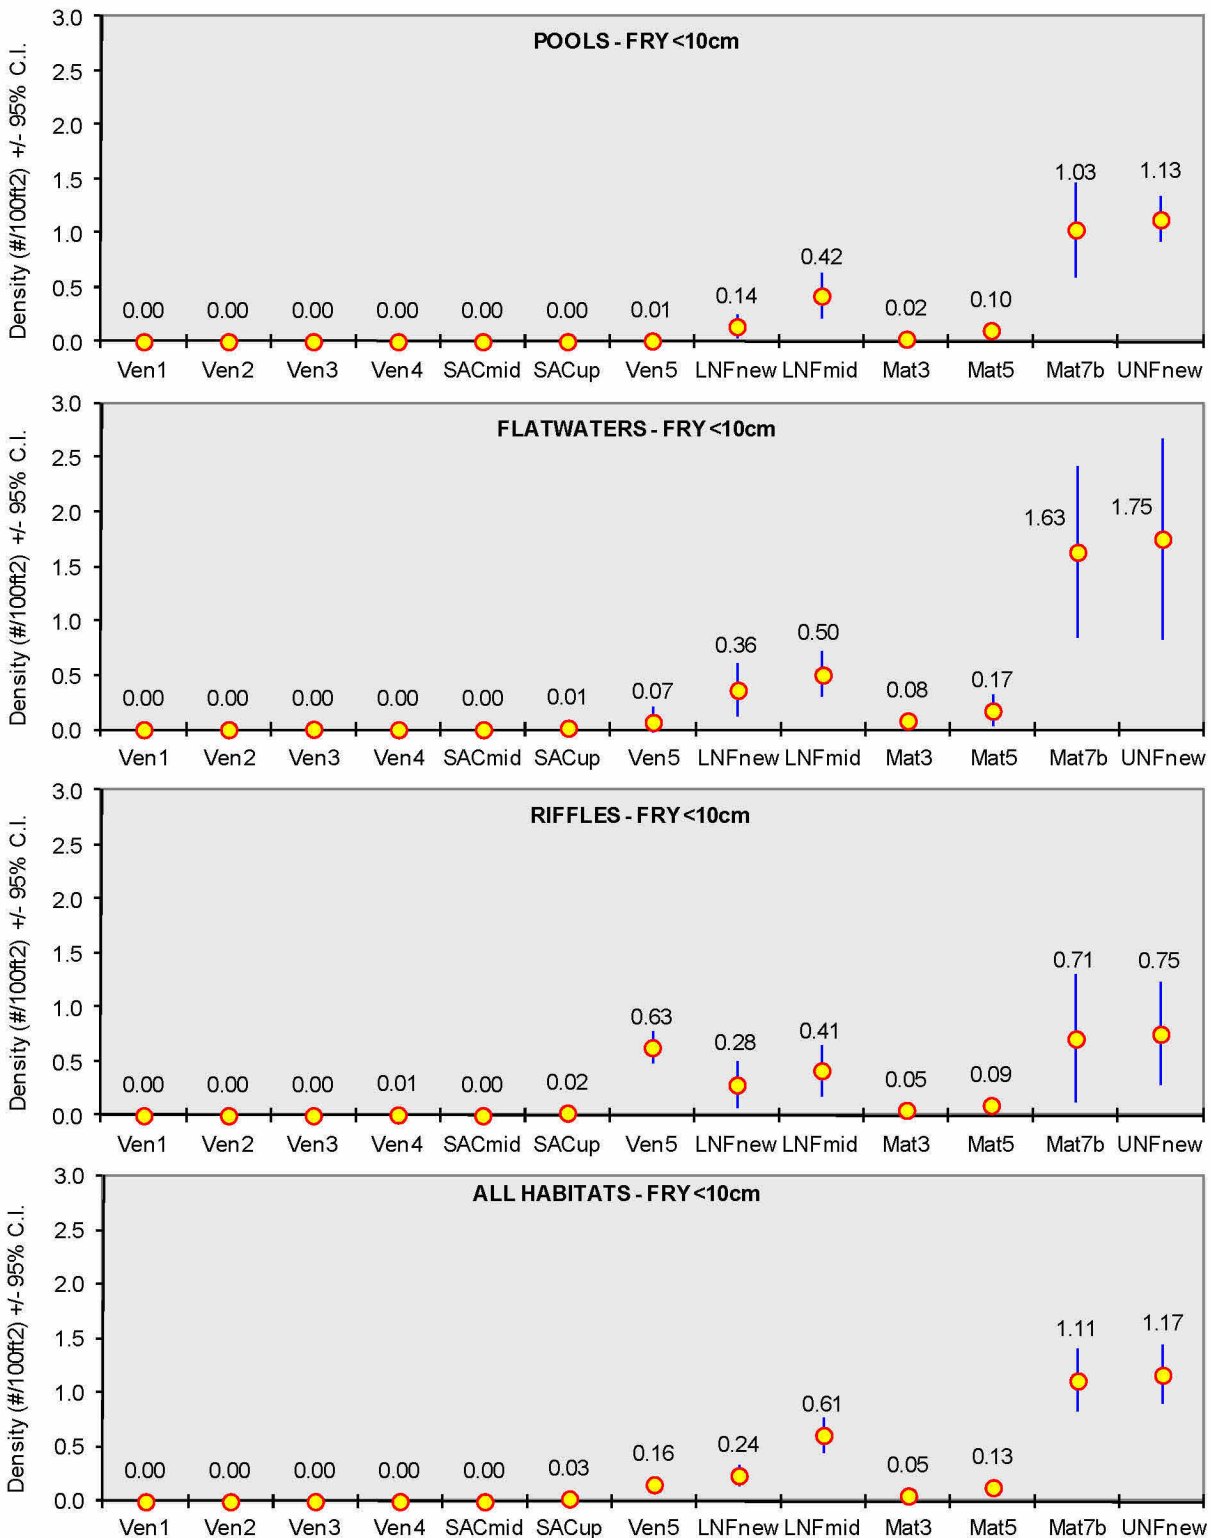 POOLS - FRY <10cm
Density (#/100ft2) +/- 95% C.I.
3.0
2.5
2.0
1.5
1.0
0.5
0.0
0.00 0.00 0.00 0.00 0.00 0.00 0.01 0.14 0.42 0.02 0.10 1.03 1.13
Ven1 Ven2 Ven3 Ven4 SACmid SACup Ven5 LNFnew LNFmid Mat3 Mat5 Mat7b UNFnew
FLATWATERS - FRY <10cm
Density (#/100ft2) +/- 95% C.I.
3.0
2.5
2.0
1.5
1.0
0.5
0.0
0.00 0.00 0.00 0.00 0.00 0.01 0.07 0.36 0.50 0.08 0.17 1.63 1.75
Ven1 Ven2 Ven3 Ven4 SACmid SACup Ven5 LNFnew LNFmid Mat3 Mat5 Mat7b UNFnew
RIFFLES - FRY <10cm
Density (#/100ft2) +/- 95% C.I.
3.0
2.5
2.0
1.5
1.0
0.5
0.0
0.00 0.00 0.00 0.01 0.00 0.02 0.63 0.28 0.41 0.05 0.09 0.71 0.75
Ven1 Ven2 Ven3 Ven4 SACmid SACup Ven5 LNFnew LNFmid Mat3 Mat5 Mat7b UNFnew
ALL HABITATS - FRY <10cm
Density (#/100ft2) +/- 95% C.I.
3.0
2.5
2.0
1.5
1.0
0.5
0.0
0.00 0.00 0.00 0.00 0.00 0.03 0.16 0.24 0.61 0.05 0.13 1.11 1.17
Ven1 Ven2 Ven3 Ven4 SACmid SACup Ven5 LNFnew LNFmid Mat3 Mat5 Mat7b UNFnew